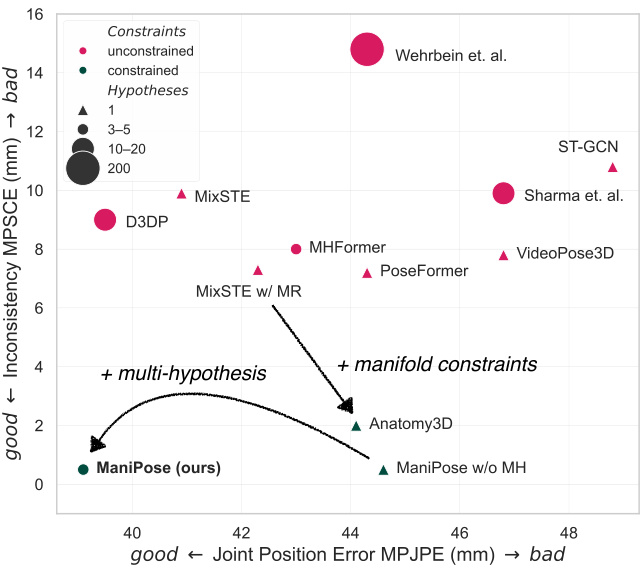 16
14
12
10
8
6
4
2
0
good ← Inconsistency MPSCE (mm) → bad
Constraints
unconstrained
constrained
Hypotheses
1
3–5
10–20
200
Wehrbein et. al.
ST-GCN
MixSTE
Sharma et. al.
D3DP
MHFormer
VideoPose3D
PoseFormer
MixSTE w/ MR
+ manifold constraints
+ multi-hypothesis
Anatomy3D
ManiPose (ours)
ManiPose w/o MH
40
42
44
46
48
good ← Joint Position Error MPJPE (mm) → bad